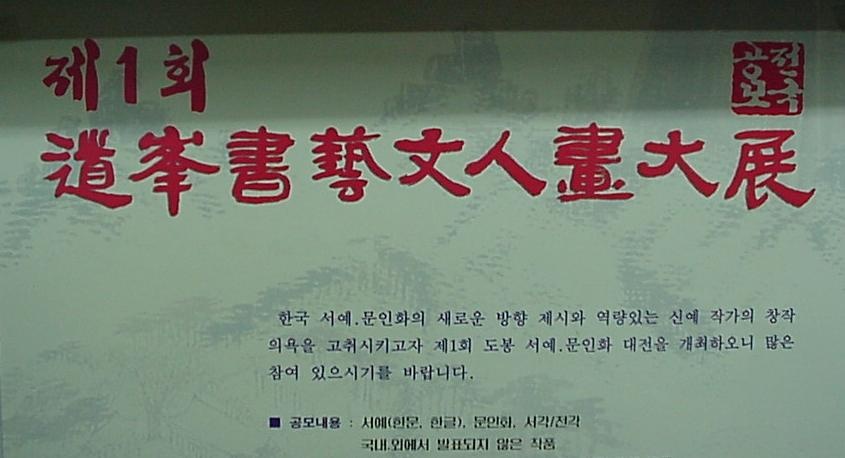 제1회
전국
공모
道峯書藝文人畫大展
한국 서예.문인화의 새로운 방향 제시와 역량있는 신예 작가의 창작
의욕을 고취시키고자 제1회 도봉 서예.문인화 대전을 개최하오니 많은
참여 있으시기를 바랍니다.
■ 공모내용 : 서예(한문, 한글), 문인화, 서각/전각
국내.외에서 발표되지 않은 작품